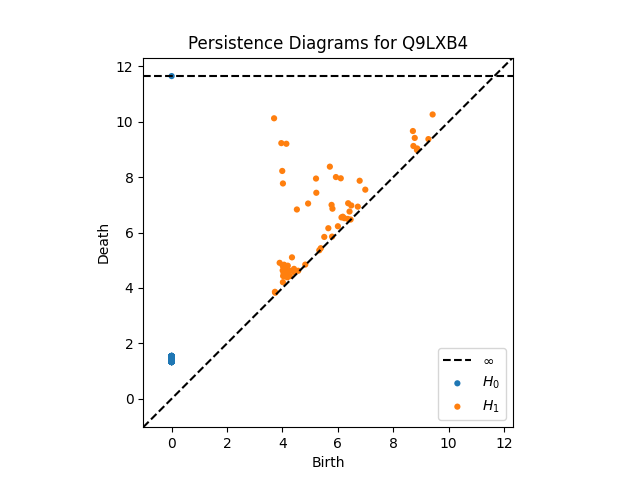 Persistence Diagrams for Q9LXB4
12
10
8
6
4
2
0
Death
0 2 4 6 8 10 12
Birth
∞
H₀
H₁